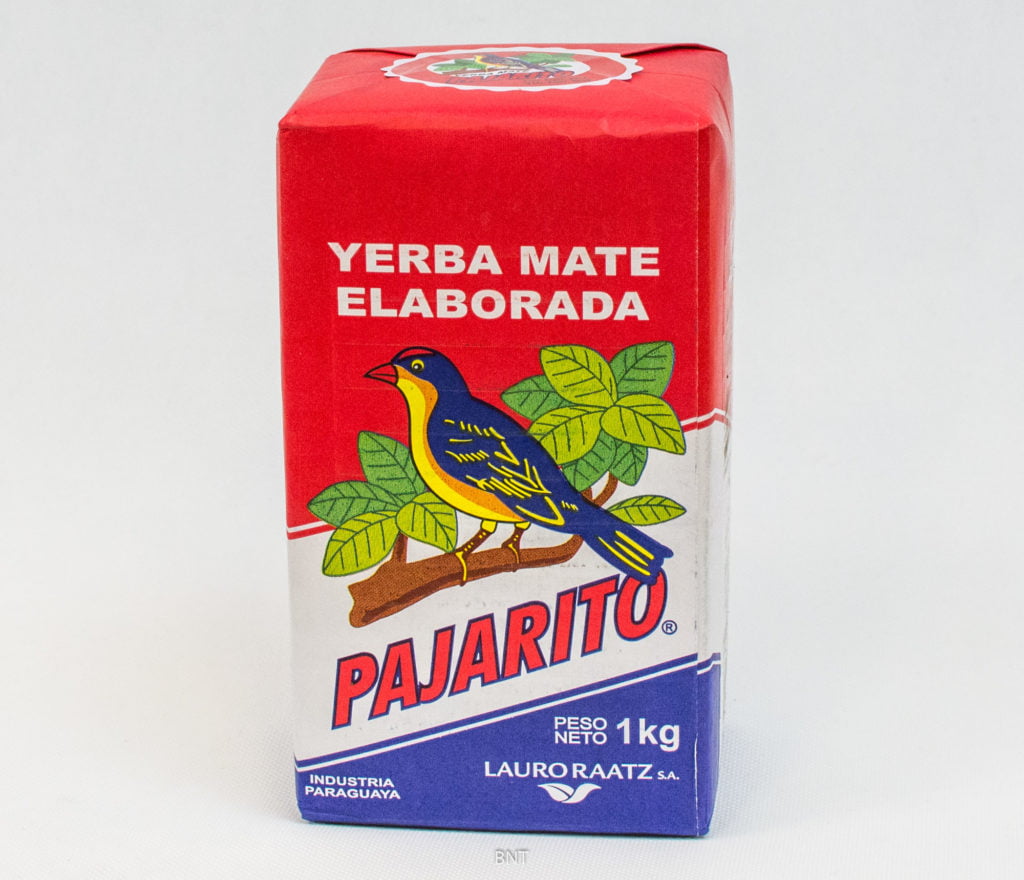 YERBA MATE
ELABORADA
PAJARITO®
PESO
NETO 1kg
LAURO RAATZ S.A.
INDUSTRIA
PARAGUAYA
BNT